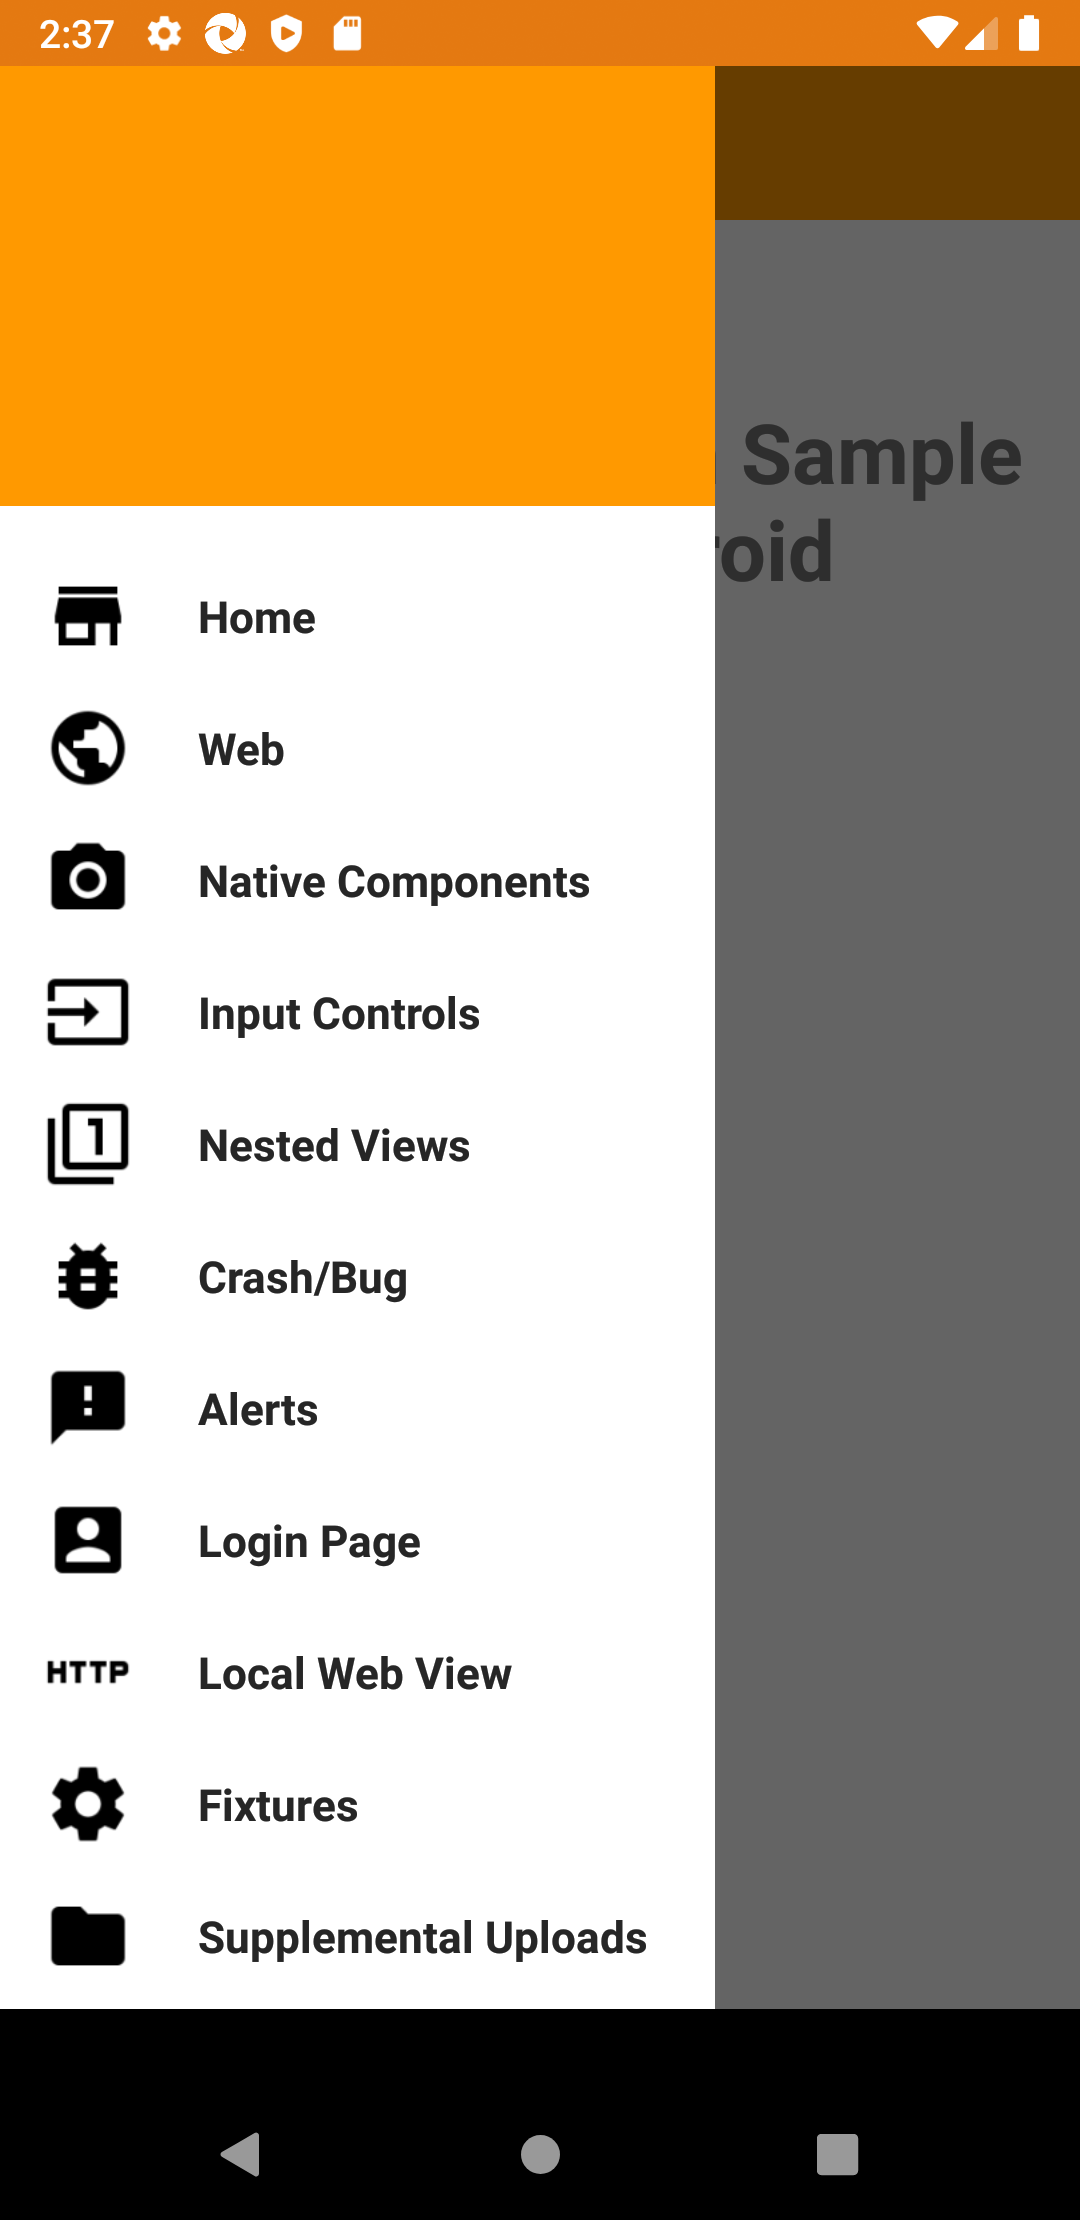 2:37
Sample
roid
Home
Web
Native Components
Input Controls
1
Nested Views
Crash/Bug
Alerts
Login Page
HTTP
Local Web View
Fixtures
Supplemental Uploads